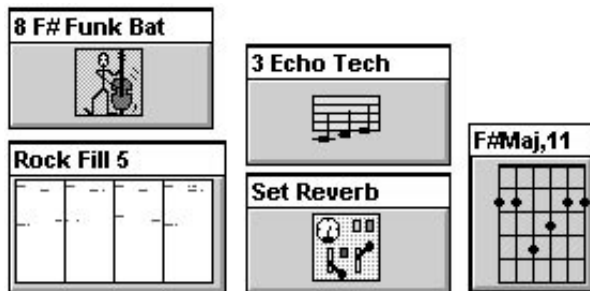 8 F# Funk Bat
3 Echo Tech
F#Maj,11
Rock Fill 5
Set Reverb